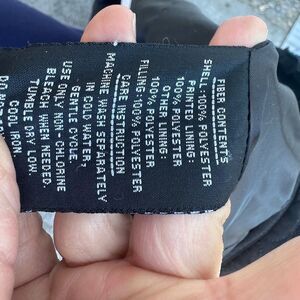 FIBER CONTENTS
SHELL:100% POLYESTER
PRINTED LINING:
100% POLYESTER
OTHER LINING:
100% POLYESTER
FILLING:100% POLYESTER
CARE INSTRUCTION
MACHINE WASH SEPARATELY
IN COLD WATER;
GENTLE CYCLE.
USE ONLY NON-CHLORINE
BLEACH WHEN NEEDED.
TUMBLE DRY LOW.
COOL IRON.
DO NOT